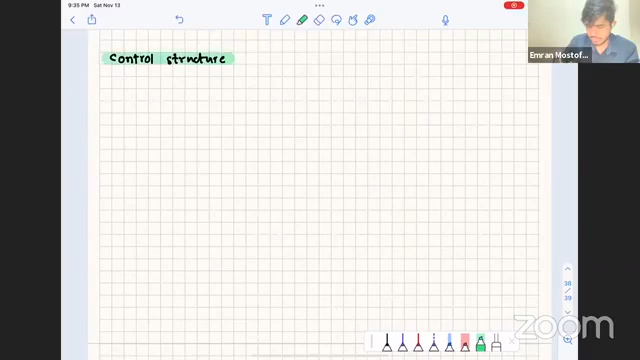 9:35 PM Sat Nov 13
Control structure
Emran Mostof...
38
39
zoom